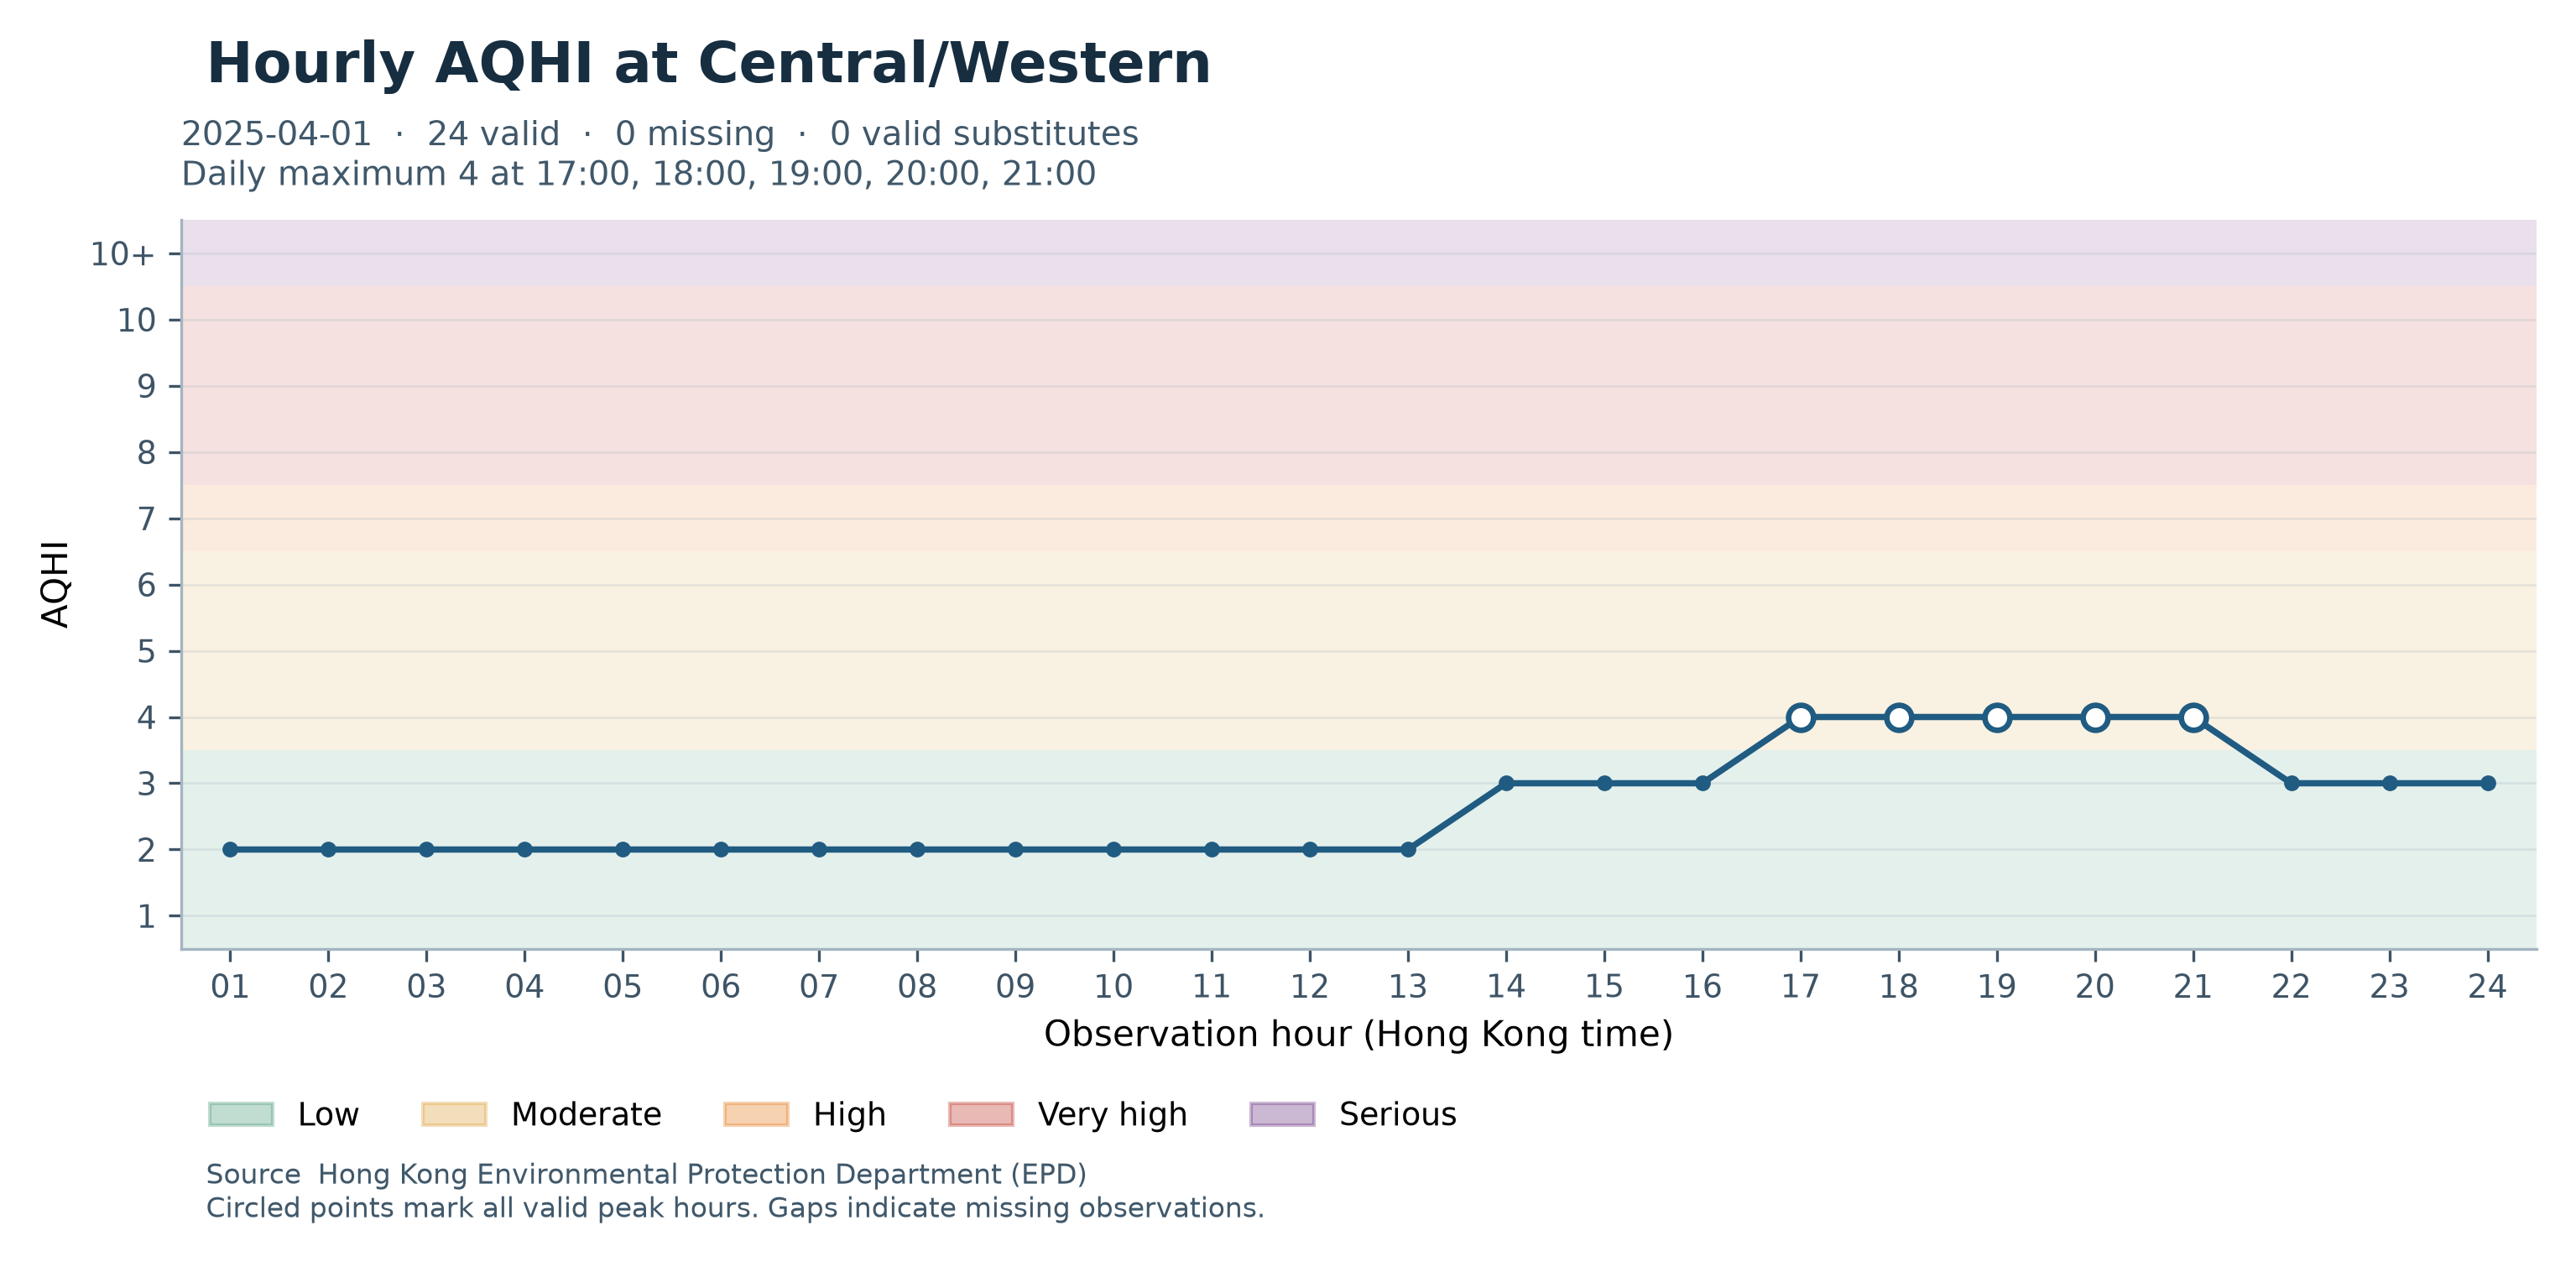 Hourly AQHI at Central/Western
2025-04-01 · 24 valid · 0 missing · 0 valid substitutes
Daily maximum 4 at 17:00, 18:00, 19:00, 20:00, 21:00
AQHI
10+
10
9
8
7
6
5
4
3
2
1
01 02 03 04 05 06 07 08 09 10 11 12 13 14 15 16 17 18 19 20 21 22 23 24
Observation hour (Hong Kong time)
Low Moderate High Very high Serious
Source Hong Kong Environmental Protection Department (EPD)
Circled points mark all valid peak hours. Gaps indicate missing observations.